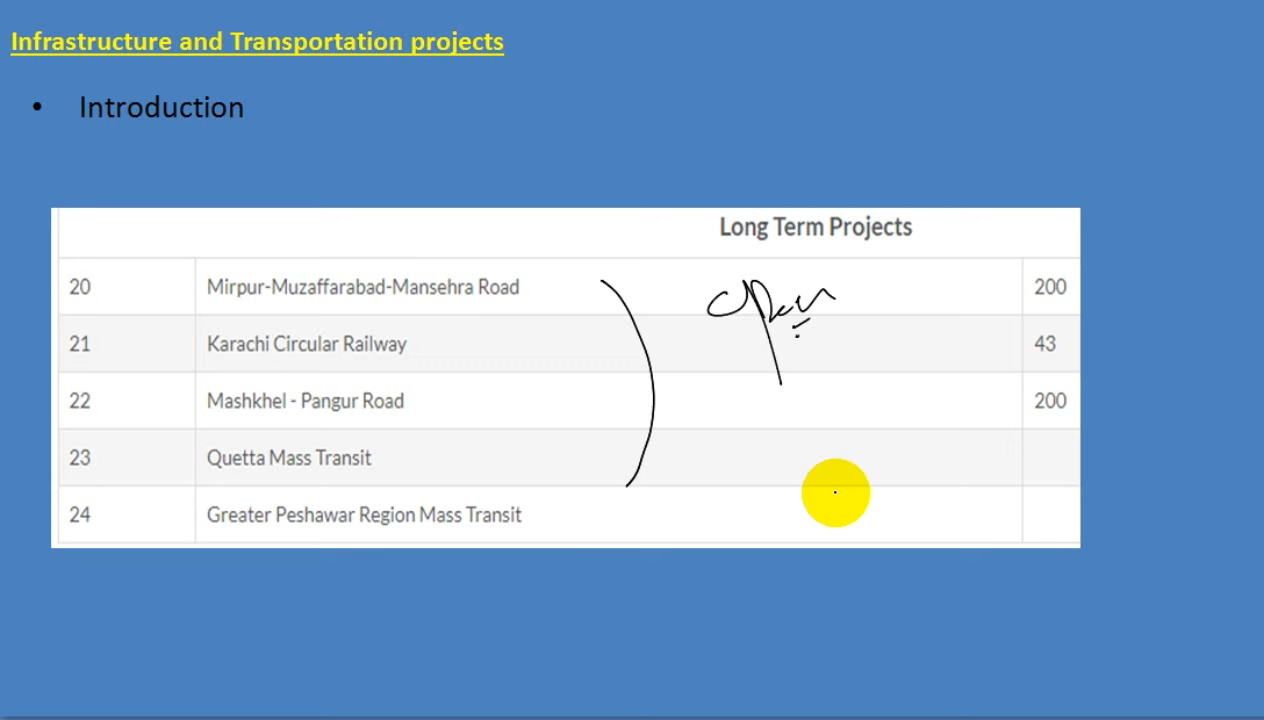 Infrastructure and Transportation projects
• Introduction
Long Term Projects
20 Mirpur-Muzaffarabad-Mansehra Road 200
21 Karachi Circular Railway 43
22 Mashkhel - Pangur Road 200
23 Quetta Mass Transit
24 Greater Peshawar Region Mass Transit